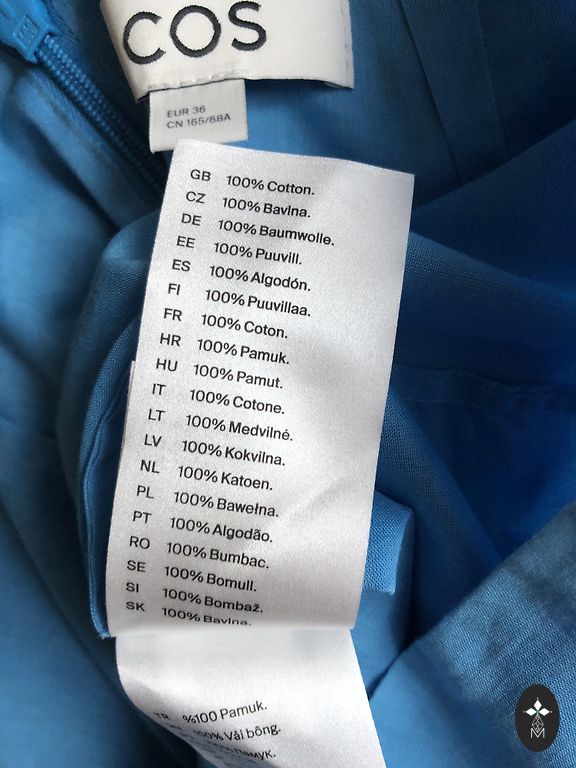 COS
EUR 36
CN 165/68A
GB 100% Cotton.
CZ 100% Bavlna.
DE 100% Baumwolle.
EE 100% Puuvill.
ES 100% Algodón.
FI 100% Puuvillaa.
FR 100% Coton.
HR 100% Pamuk.
HU 100% Pamut.
IT 100% Cotone.
LT 100% Medvilnė.
LV 100% Kokvilna.
NL 100% Katoen.
PL 100% Bawełna.
PT 100% Algodão.
RO 100% Bumbac.
SE 100% Bomull.
SI 100% Bombaž.
SK 100% Bavlna.
TR %100 Pamuk.
100% Vải bông.
Памук.